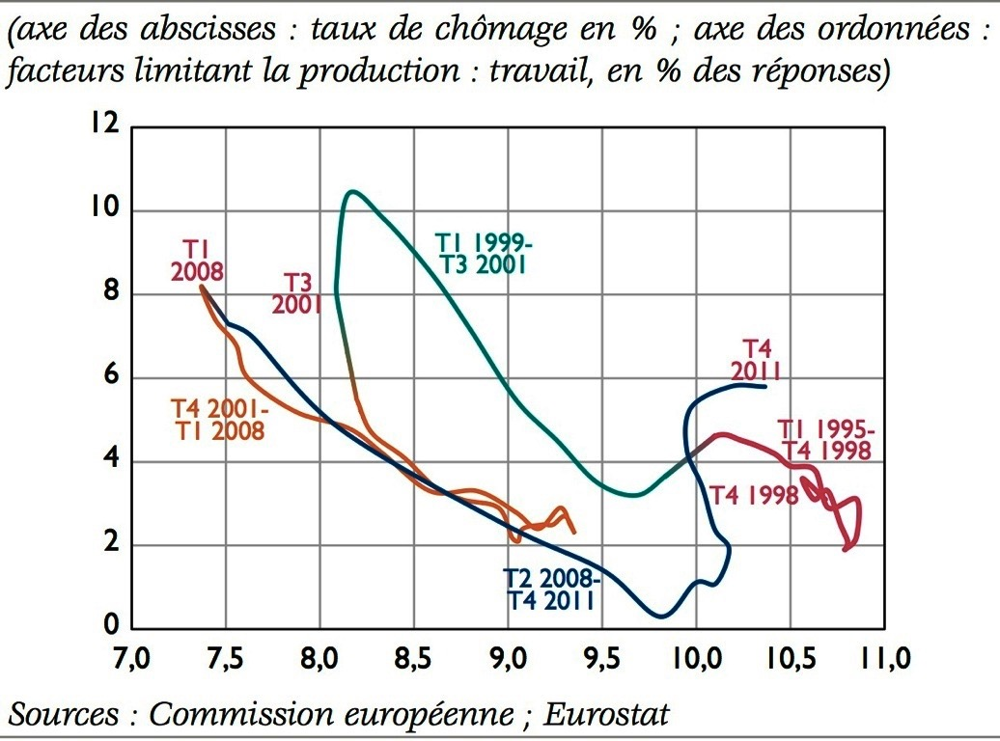 (axe des abscisses : taux de chômage en % ; axe des ordonnées :
facteurs limitant la production : travail, en % des réponses)
12
10
8
6
4
2
0
T1
2008
T3
2001
T1 1999-
T3 2001
T4
2011
T4 2001-
T1 2008
T1 1995-
T4 1998
T4 1998
T2 2008-
T4 2011
7,0 7,5 8,0 8,5 9,0 9,5 10,0 10,5 11,0
Sources : Commission européenne ; Eurostat